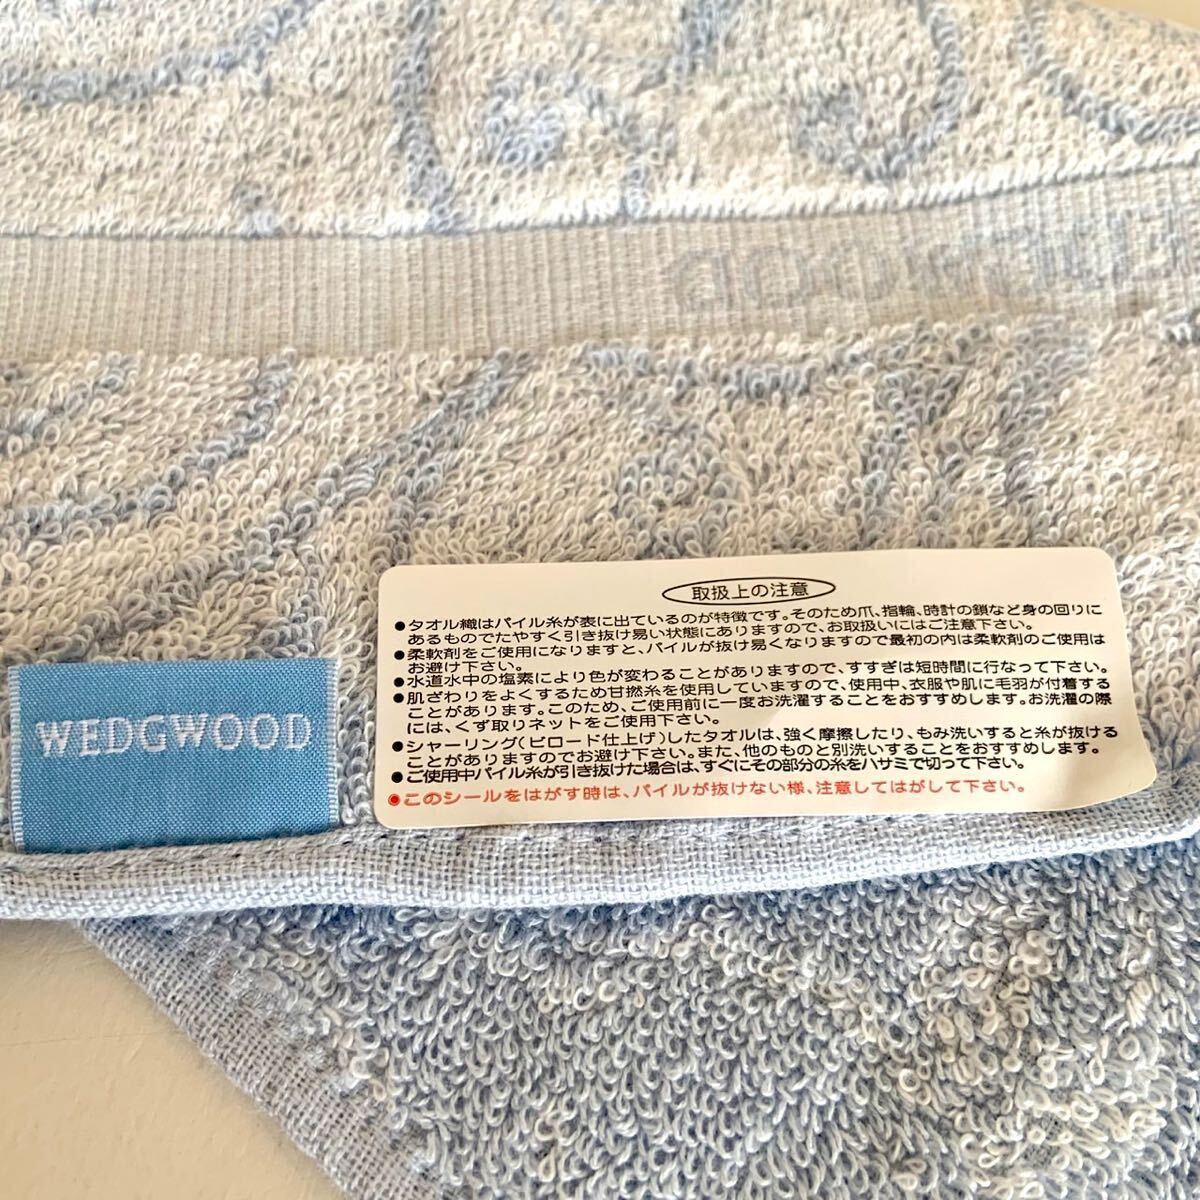 取扱上の注意
●タオル織はパイル糸が表に出ているのが特徴です。そのため爪、指輪、時計の鎖など身の回りに
あるものでたやすく引き抜け易い状態にありますので、お取扱いにはご注意下さい。
●柔軟剤をご使用になりますと、パイルが抜け易くなりますので最初の内は柔軟剤のご使用は
お避け下さい。
●水道水中の塩素により色が変わることがありますので、すすぎは短時間に行なって下さい。
●肌ざわりをよくするため甘撚糸を使用していますので、使用中、衣服や肌に毛羽が付着する
ことがあります。このため、ご使用前に一度お洗濯することをおすすめします。お洗濯の際
には、くず取りネットをご使用下さい。
●シャーリング(ビロード仕上げ)したタオルは、強く摩擦したり、もみ洗いすると糸が抜ける
ことがありますのでお避け下さい。また、他のものと別洗いすることをおすすめします。
●ご使用中パイル糸が引き抜けた場合は、すぐにその部分の糸をハサミで切って下さい。
●このシールをはがす時は、パイルが抜けない様、注意してはがして下さい。
WEDGWOOD